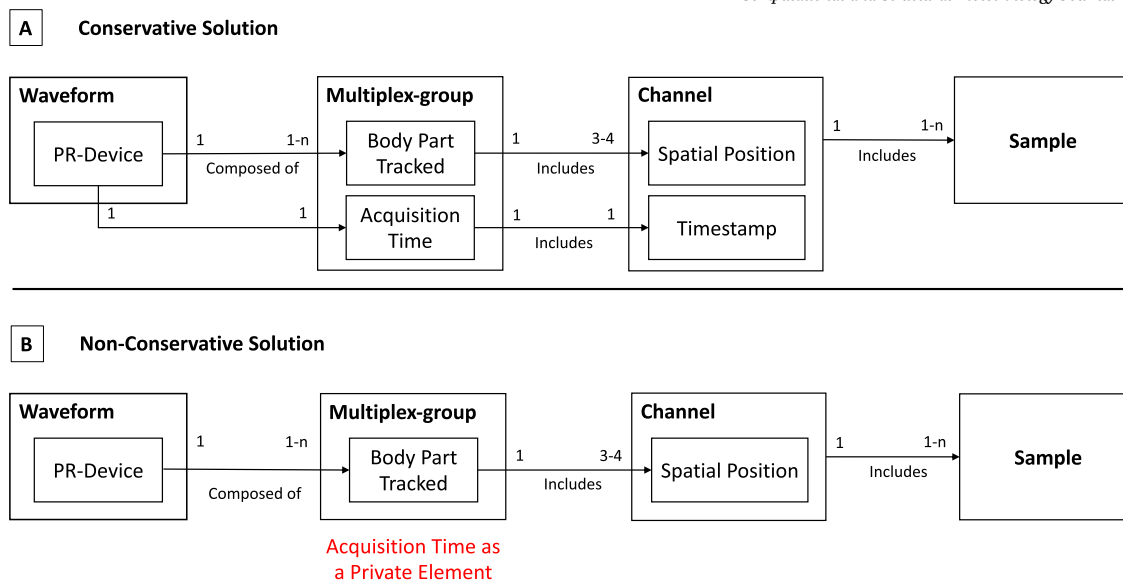 A Conservative Solution
Waveform
PR-Device
1
1-n
Composed of
1
1
Multiplex-group
Body Part
Tracked
Acquisition
Time
1
3-4
Includes
1
1
Includes
Channel
Spatial Position
Timestamp
1
1-n
Includes
Sample
B Non-Conservative Solution
Waveform
PR-Device
1
1-n
Composed of
Multiplex-group
Body Part
Tracked
Acquisition Time as
a Private Element
1
3-4
Includes
Channel
Spatial Position
1
1-n
Includes
Sample